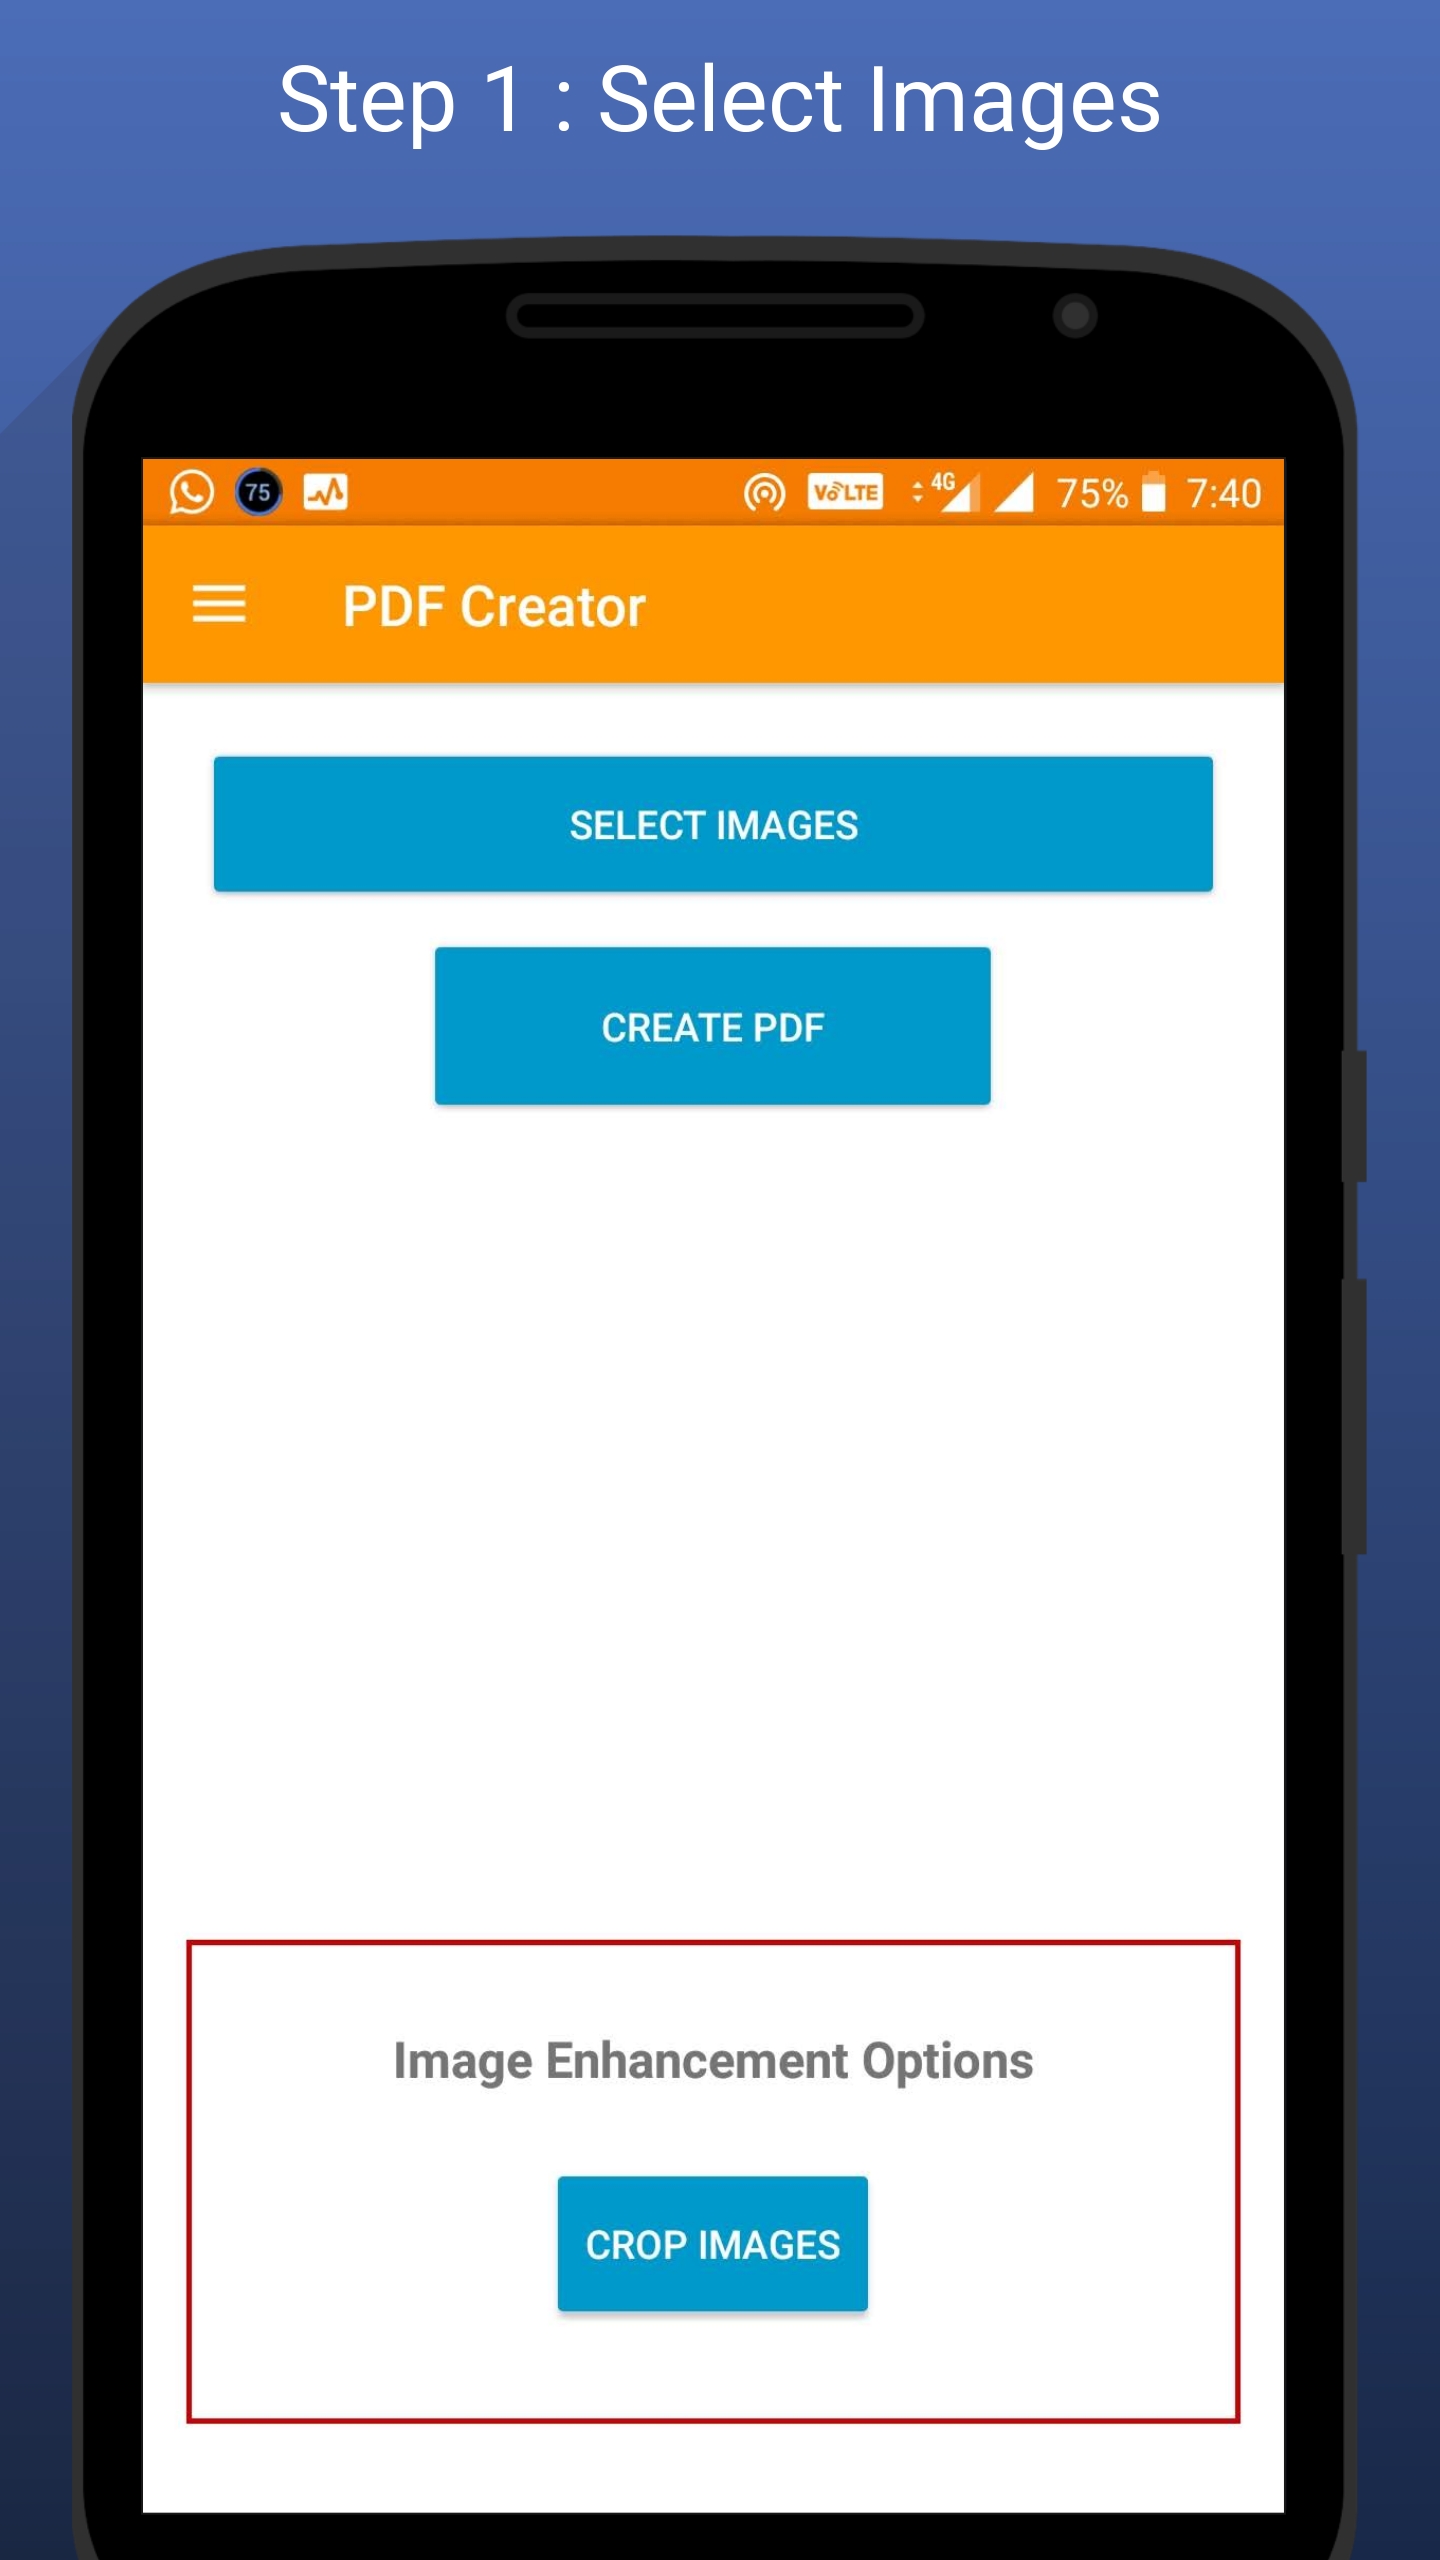 Step 1 : Select Images
75
VoLTE
4G
75%
7:40
PDF Creator
SELECT IMAGES
CREATE PDF
Image Enhancement Options
CROP IMAGES